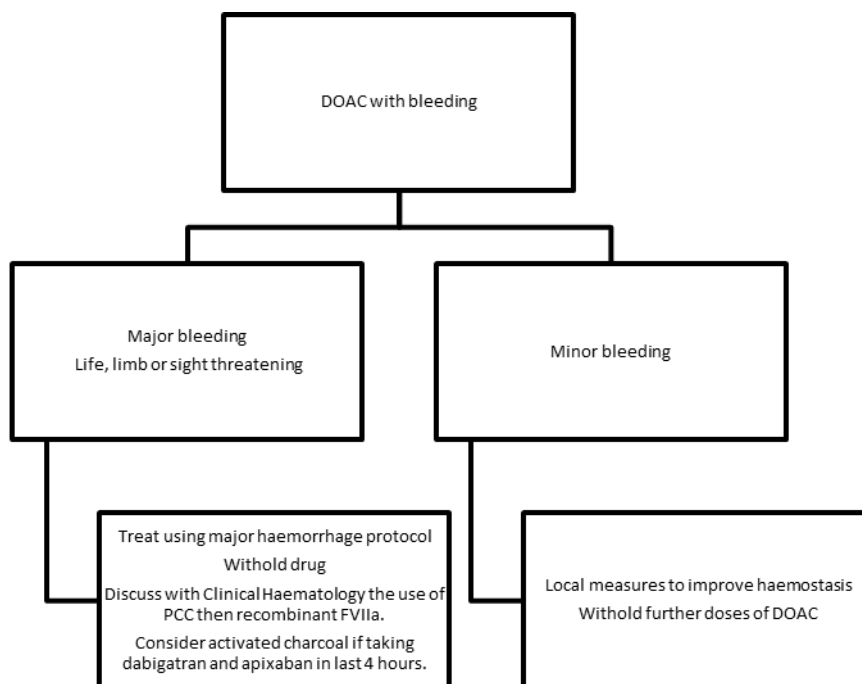 DOAC with bleeding
Major bleeding
Life, limb or sight threatening
Minor bleeding
Treat using major haemorrhage protocol
Withold drug
Discuss with Clinical Haematology the use of
PCC then recombinant FVIIa.
Consider activated charcoal if taking
dabigatran and apixaban in last 4 hours.
Local measures to improve haemostasis
Withold further doses of DOAC